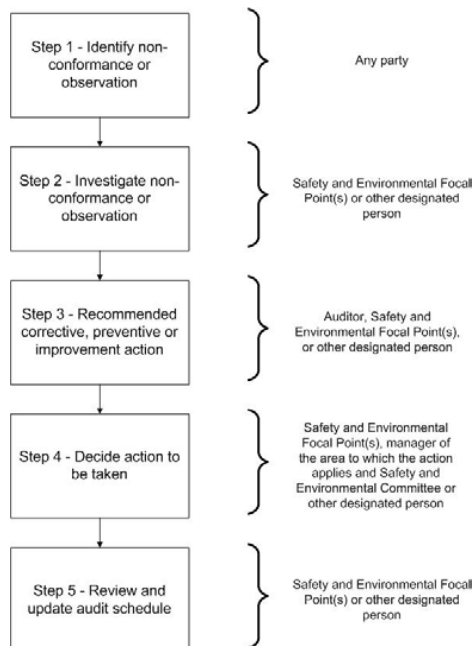 Step 1 - Identify non-
conformance or
observation
Any party
Step 2 - Investigate non-
conformance or
observation
Safety and Environmental Focal
Point(s) or other designated
person
Step 3 - Recommended
corrective, preventive or
improvement action
Auditor, Safety and
Environmental Focal Point(s),
or other designated person
Step 4 - Decide action to
be taken
Safety and Environmental
Focal Point(s), manager of
the area to which the action
applies and Safety and
Environmental Committee or
other designated person
Step 5 - Review and
update audit schedule
Safety and Environmental Focal
Point(s) or other designated
person